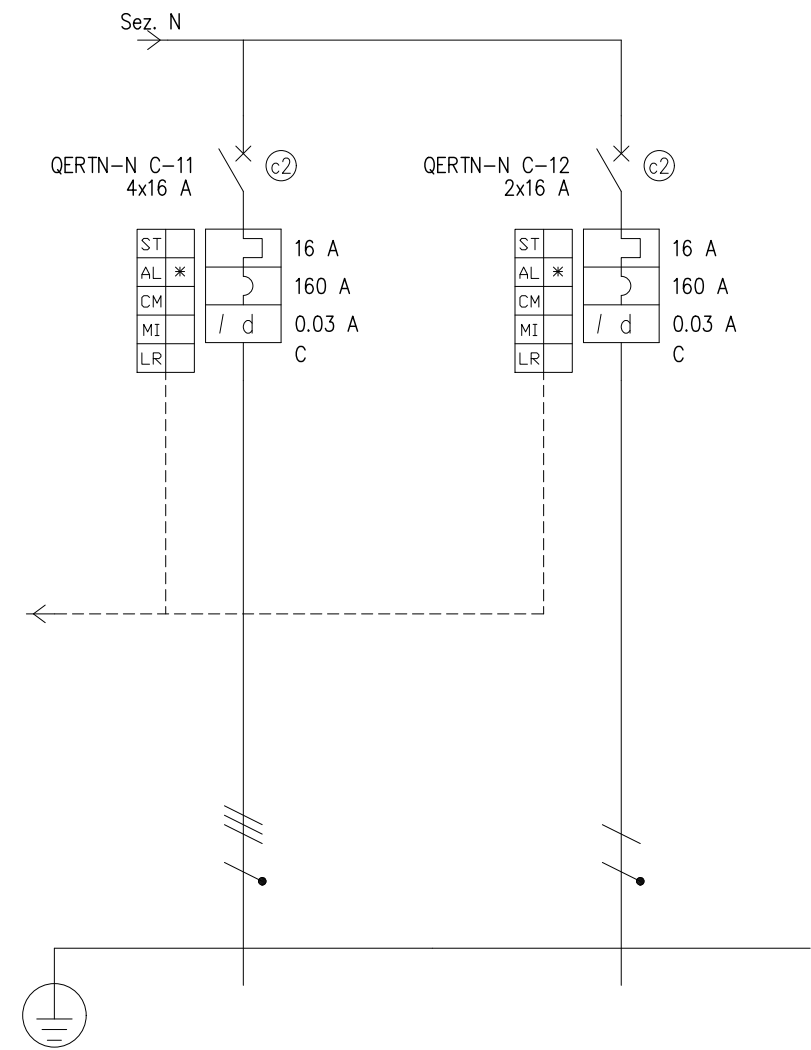 Sez. N
QERTN-N C-11
4x16 A
c2
ST
AL *
CM
MI
LR
16 A
160 A
I d
0.03 A
C
QERTN-N C-12
2x16 A
c2
ST
AL *
CM
MI
LR
16 A
160 A
I d
0.03 A
C